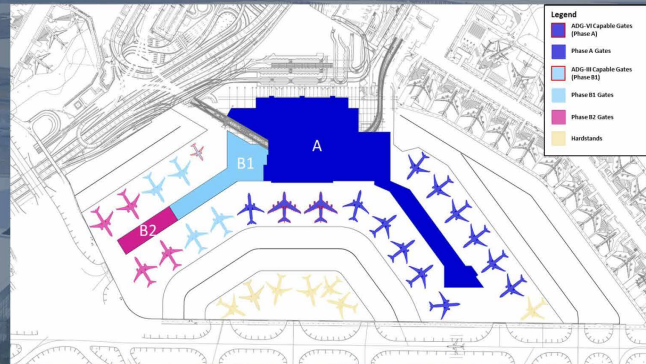 Legend
ADG-VI Capable Gates
(Phase A)
Phase A Gates
ADG-III Capable Gates
(Phase B1)
Phase B1 Gates
Phase B2 Gates
Hardstands
A
B1
B2